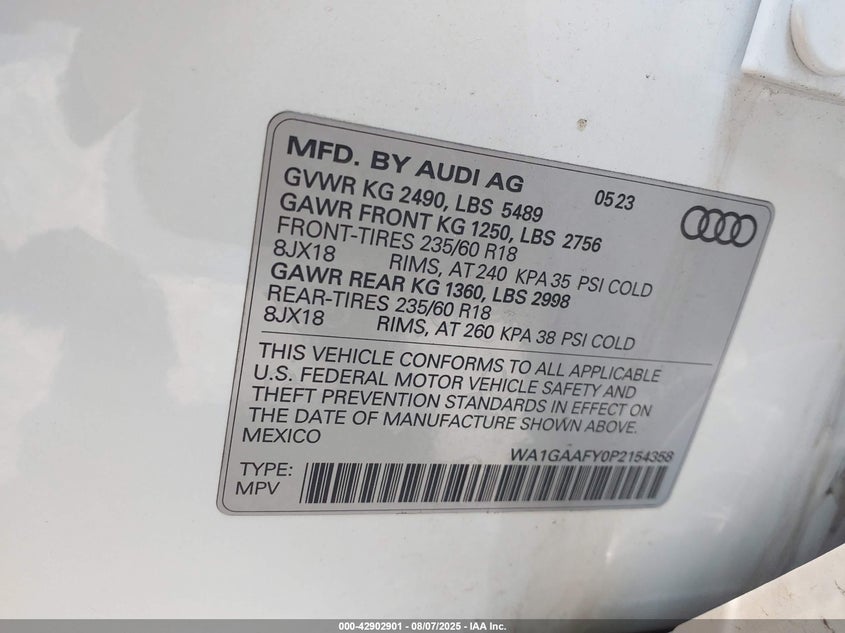 MFD. BY AUDI AG 0523
GVWR KG 2490, LBS 5489
GAWR FRONT KG 1250, LBS 2756
FRONT-TIRES 235/60 R18
8JX18 RIMS, AT 240 KPA 35 PSI COLD
GAWR REAR KG 1360, LBS 2998
REAR-TIRES 235/60 R18
8JX18 RIMS, AT 260 KPA 38 PSI COLD
THIS VEHICLE CONFORMS TO ALL APPLICABLE
U.S. FEDERAL MOTOR VEHICLE SAFETY AND
THEFT PREVENTION STANDARDS IN EFFECT ON
THE DATE OF MANUFACTURE SHOWN ABOVE.
MEXICO
WA1GAAFY0P2154358
TYPE:
MPV
000-42902901 - 08/07/2025 - IAA Inc.